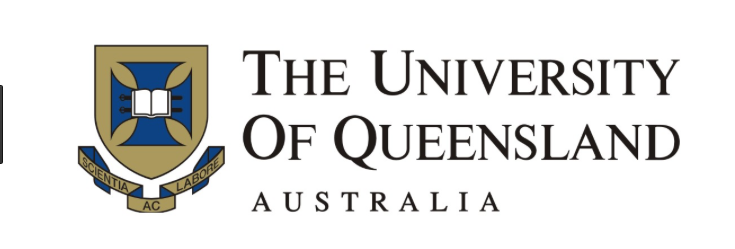 THE UNIVERSITY
OF QUEENSLAND
AUSTRALIA
SCIENTIA
AC
LABORE